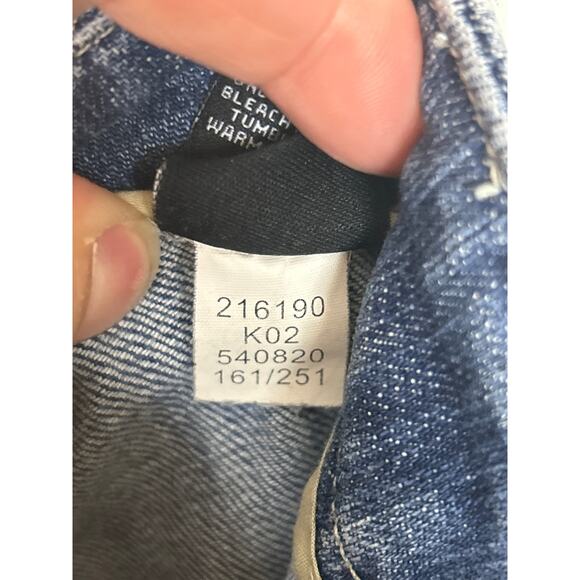 BLEACH
TUMB
WARM
216190
K02
540820
161/251